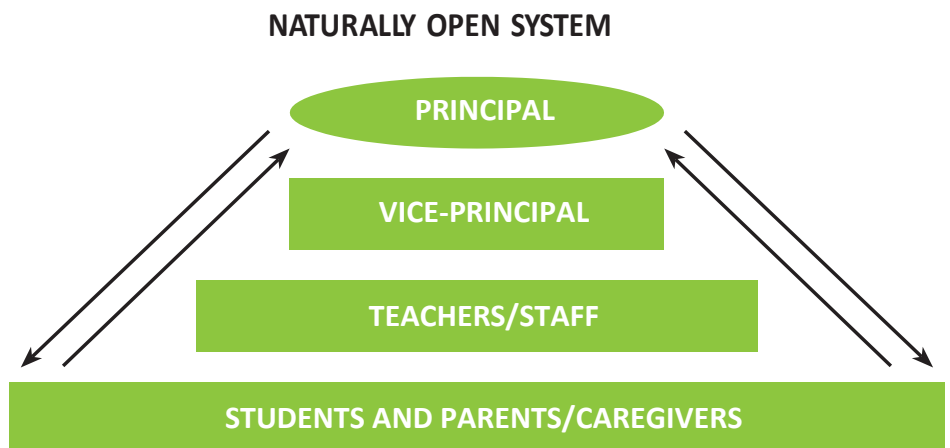 NATURALLY OPEN SYSTEM
PRINCIPAL
VICE-PRINCIPAL
TEACHERS/STAFF
STUDENTS AND PARENTS/CAREGIVERS